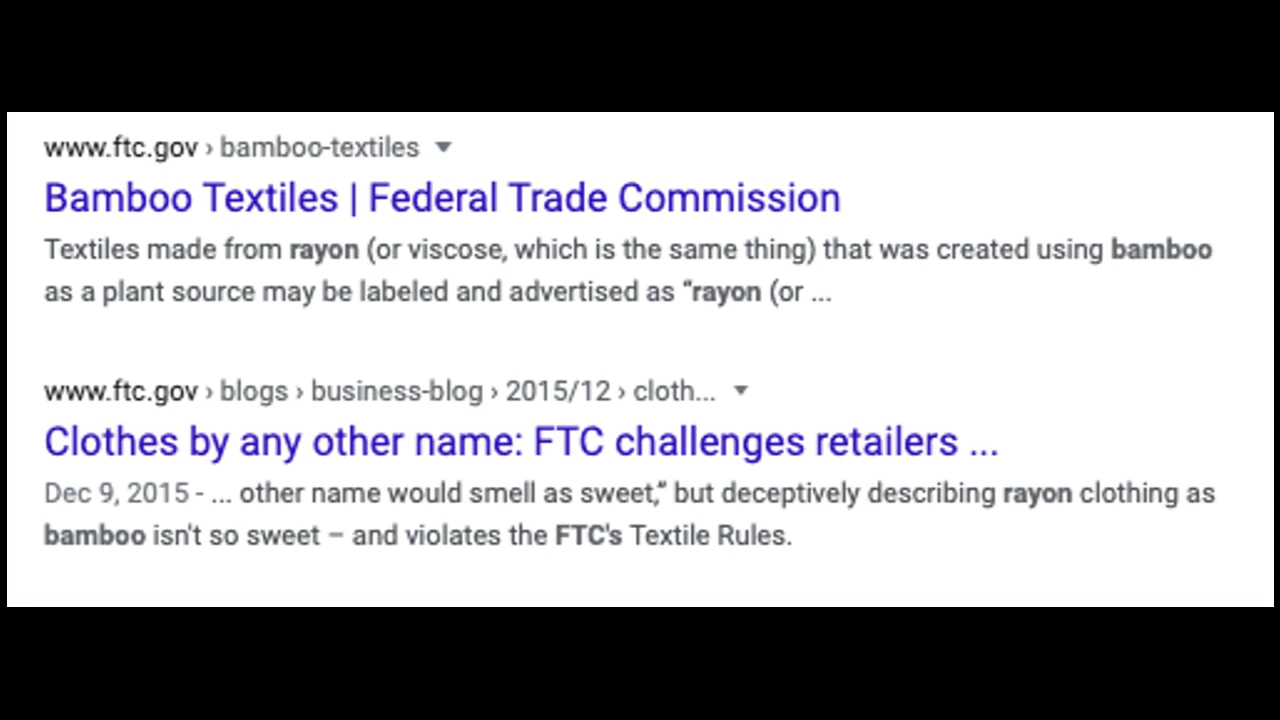 www.ftc.gov › bamboo-textiles
Bamboo Textiles | Federal Trade Commission
Textiles made from rayon (or viscose, which is the same thing) that was created using bamboo
as a plant source may be labeled and advertised as “rayon (or ...
www.ftc.gov › blogs › business-blog › 2015/12 › cloth...
Clothes by any other name: FTC challenges retailers ...
Dec 9, 2015 - ... other name would smell as sweet,” but deceptively describing rayon clothing as
bamboo isn't so sweet – and violates the FTC's Textile Rules.